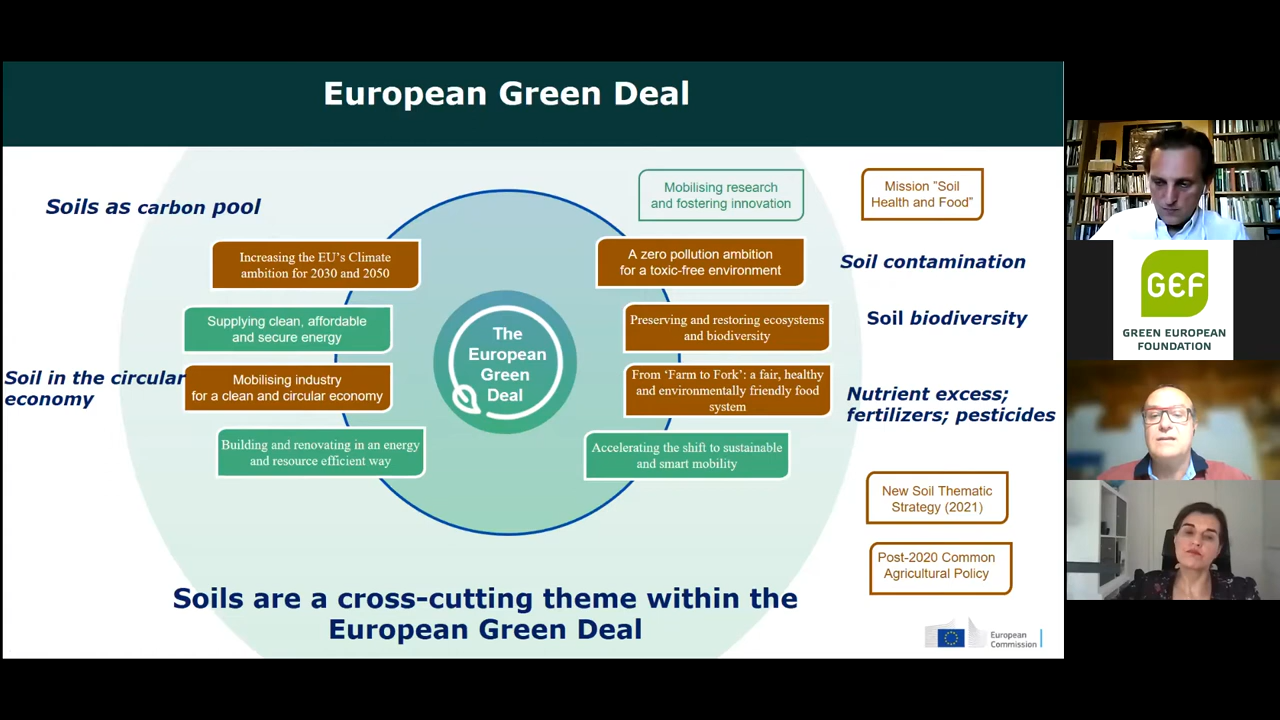 European Green Deal
Soils as carbon pool
Mobilising research
and fostering innovation
Mission "Soil
Health and Food"
Increasing the EU's Climate
ambition for 2030 and 2050
A zero pollution ambition
for a toxic-free environment
Soil contamination
Supplying clean, affordable
and secure energy
Preserving and restoring ecosystems
and biodiversity
Soil biodiversity
The
European
Green
Deal
Soil in the circular
economy
Mobilising industry
for a clean and circular economy
From 'Farm to Fork': a fair, healthy
and environmentally friendly food
system
Nutrient excess;
fertilizers; pesticides
Building and renovating in an energy
and resource efficient way
Accelerating the shift to sustainable
and smart mobility
New Soil Thematic
Strategy (2021)
Post-2020 Common
Agricultural Policy
Soils are a cross-cutting theme within the
European Green Deal
European
Commission
GEF
GREEN EUROPEAN
FOUNDATION